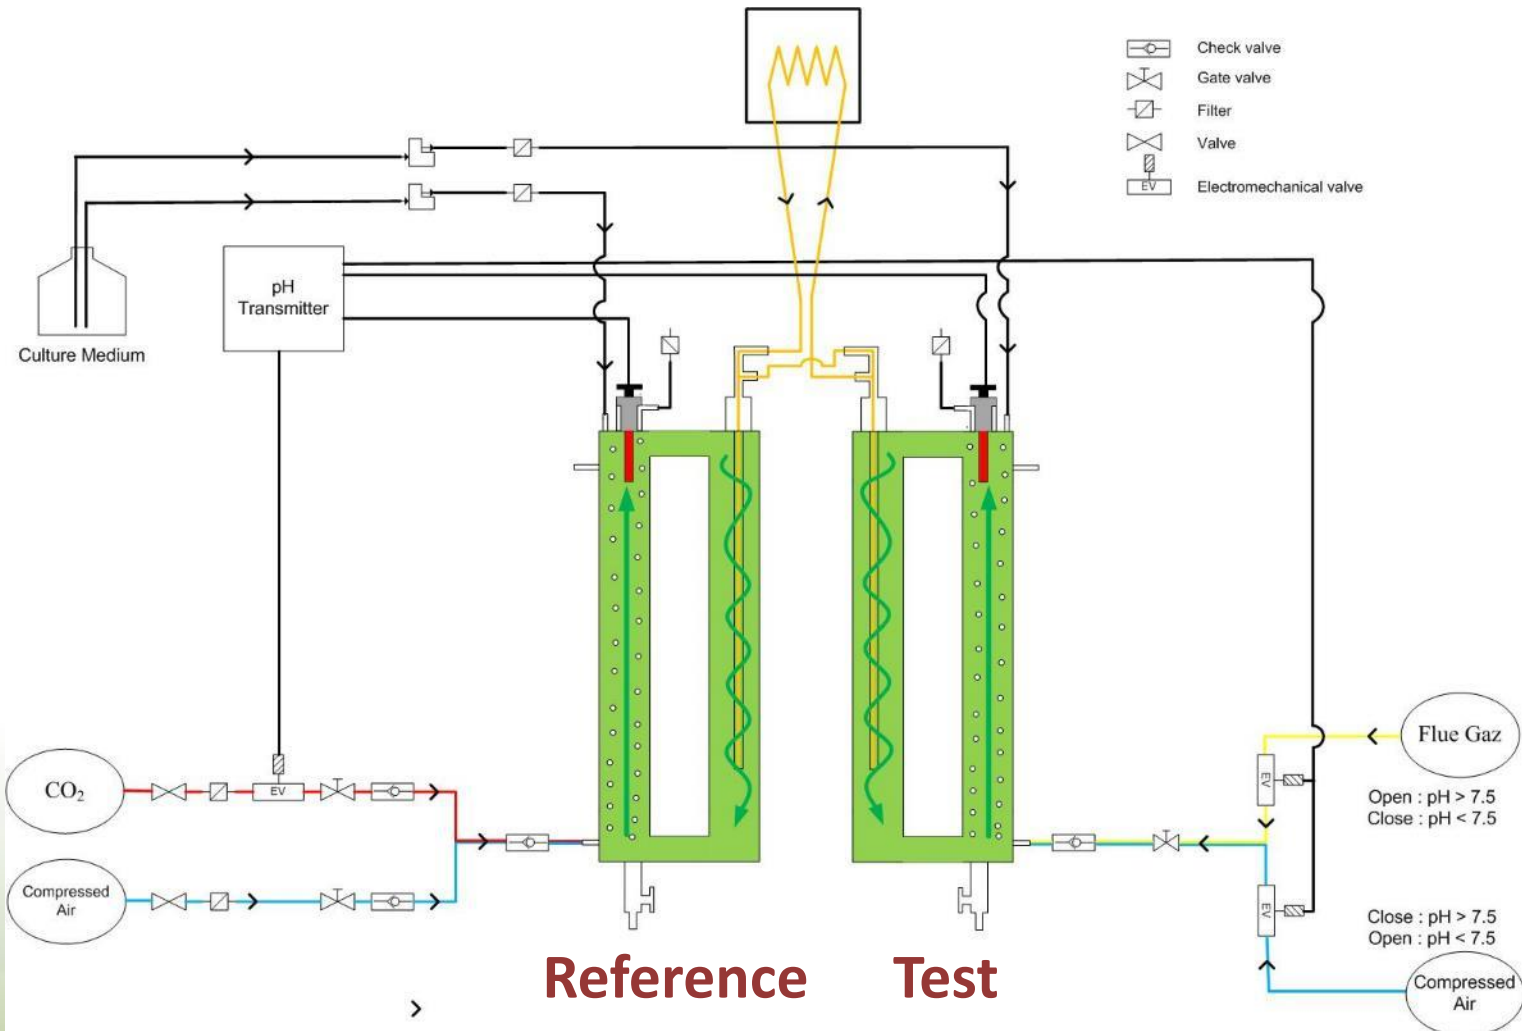 Check valve
Gate valve
Filter
Valve
EV
Electromechanical valve
pH
Transmitter
Culture Medium
CO₂
EV
Compressed
Air
Flue Gaz
EV
Open : pH > 7.5
Close : pH < 7.5
EV
Close : pH > 7.5
Open : pH < 7.5
Compressed
Air
Reference
Test